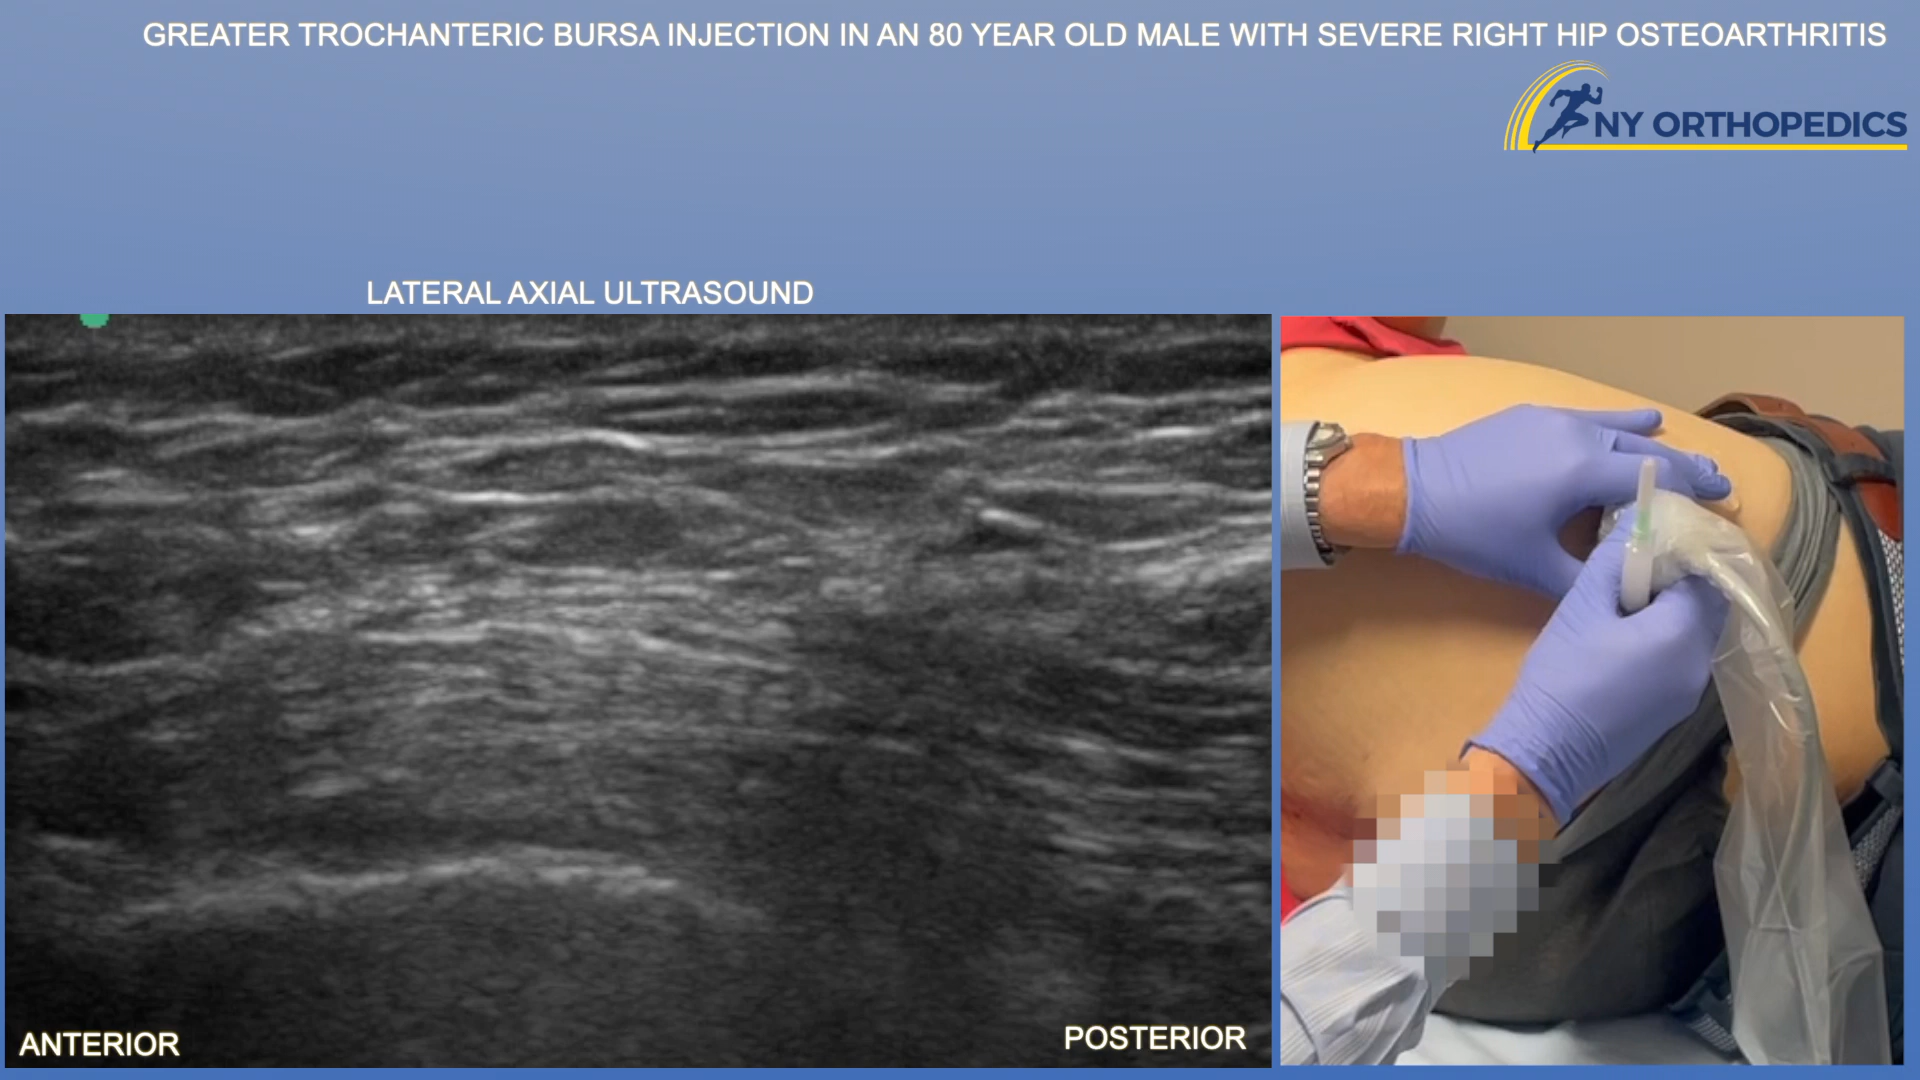 GREATER TROCHANTERIC BURSA INJECTION IN AN 80 YEAR OLD MALE WITH SEVERE RIGHT HIP OSTEOARTHRITIS
NY ORTHOPEDICS
LATERAL AXIAL ULTRASOUND
ANTERIOR
POSTERIOR